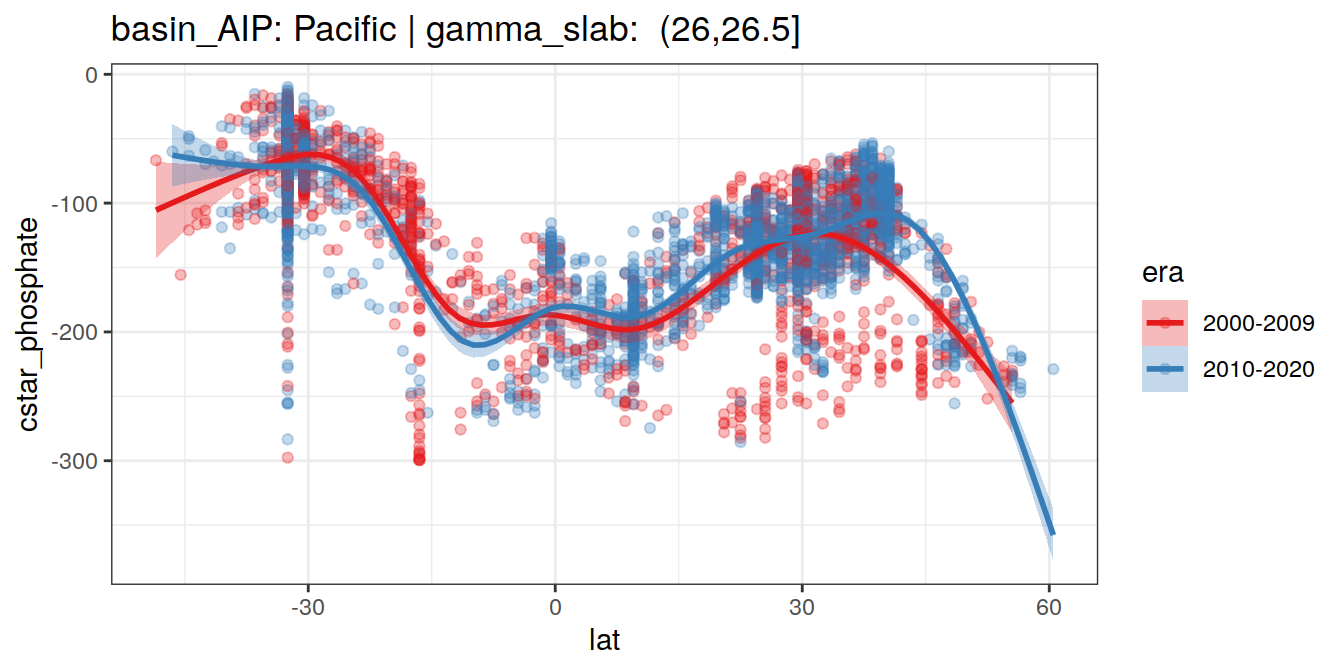 basin_AIP: Pacific | gamma_slab:  (26,26.5]
0
-100
-200
-300
cstar_phosphate
-30
0
30
60
lat
era
2000-2009
2010-2020